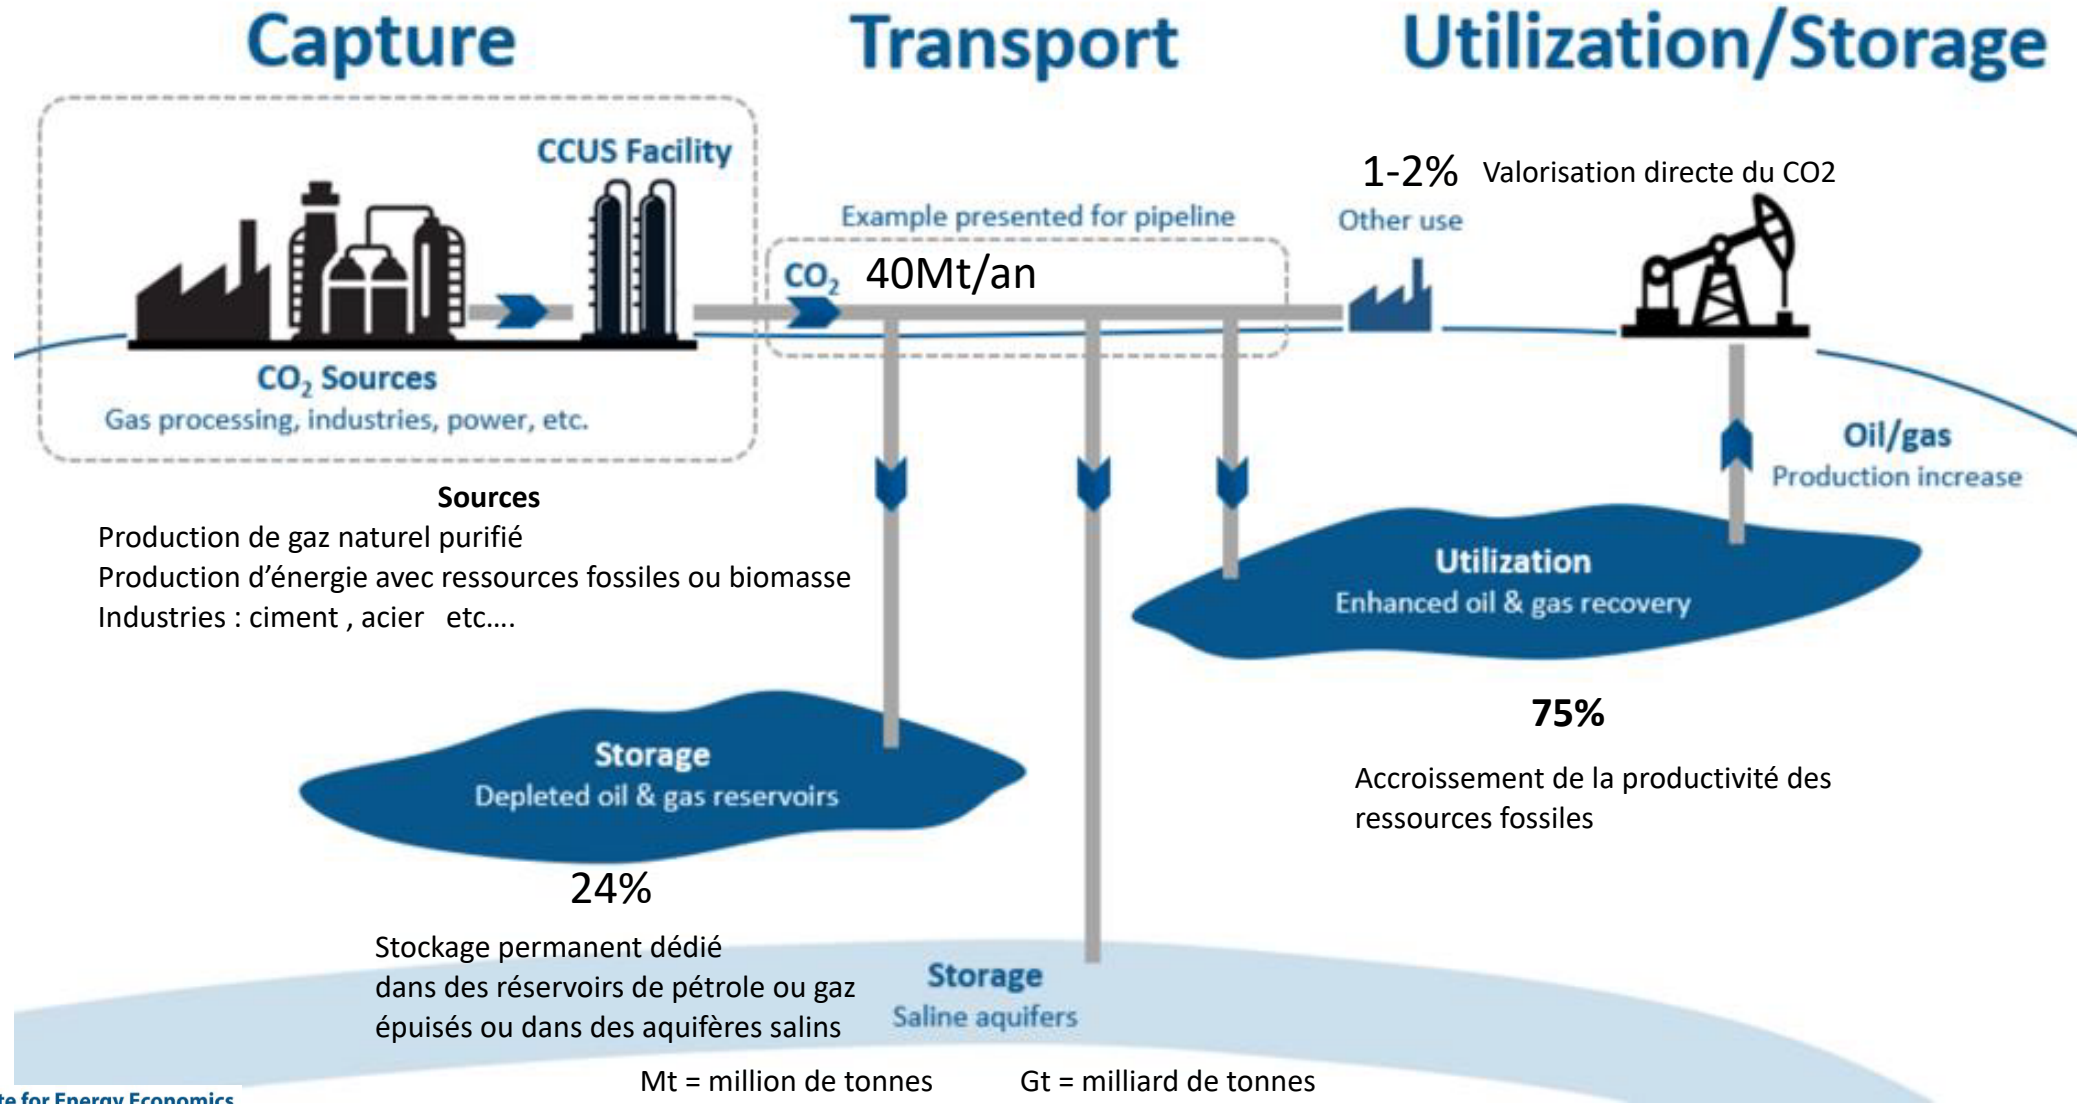 Capture
Transport
Utilization/Storage
CCUS Facility
CO₂ Sources
Gas processing, industries, power, etc.
Sources
Production de gaz naturel purifié
Production d’énergie avec ressources fossiles ou biomasse
Industries : ciment , acier etc….
Example presented for pipeline
CO₂ 40Mt/an
1-2% Valorisation directe du CO2
Other use
Oil/gas
Production increase
Utilization
Enhanced oil & gas recovery
75%
Accroissement de la productivité des
ressources fossiles
Storage
Depleted oil & gas reservoirs
24%
Stockage permanent dédié
dans des réservoirs de pétrole ou gaz
épuisés ou dans des aquifères salins
Storage
Saline aquifers
Mt = million de tonnes Gt = milliard de tonnes
for Energy Economics